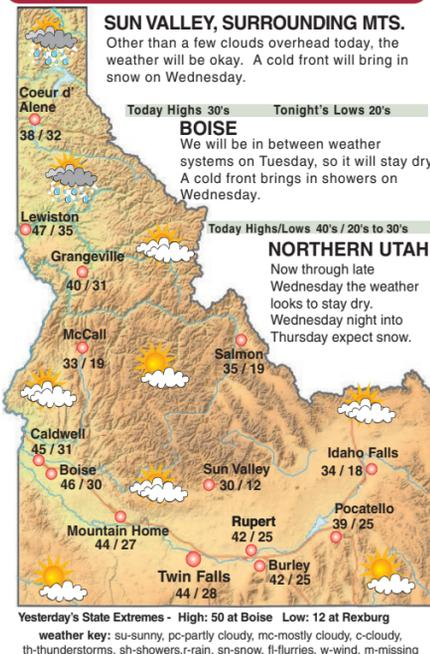 SUN VALLEY, SURROUNDING MTS.
Other than a few clouds overhead today, the
weather will be okay.  A cold front will bring in
snow on Wednesday.
Today Highs  30's    Tonight's Lows 20's
BOISE
We will be in between weather
systems on Tuesday, so it will stay dry
A cold front brings in showers on
Wednesday.
Today Highs/Lows  40's / 20's to 30's
NORTHERN UTAH
Now through late
Wednesday the weather
looks to stay dry.
Wednesday night into
Thursday expect snow.
Coeur d'
Alene
38 / 32
Lewiston
47 / 35
Grangeville
40 / 31
McCall
33 / 19
Salmon
35 / 19
Caldwell
45 / 31
Boise
46 / 30
Sun Valley
30 / 12
Idaho Falls
34 / 18
Mountain Home
44 / 27
Rupert
42 / 25
Pocatello
39 / 25
Twin Falls
44 / 28
Burley
42 / 25
Yesterday's State Extremes -  High: 50 at Boise   Low: 12 at Rexburg
weather key: su-sunny, pc-partly cloudy, mc-mostly cloudy, c-cloudy,
th-thunderstorms, sh-showers,r-rain, sn-snow, fl-flurries, w-wind, m-missing